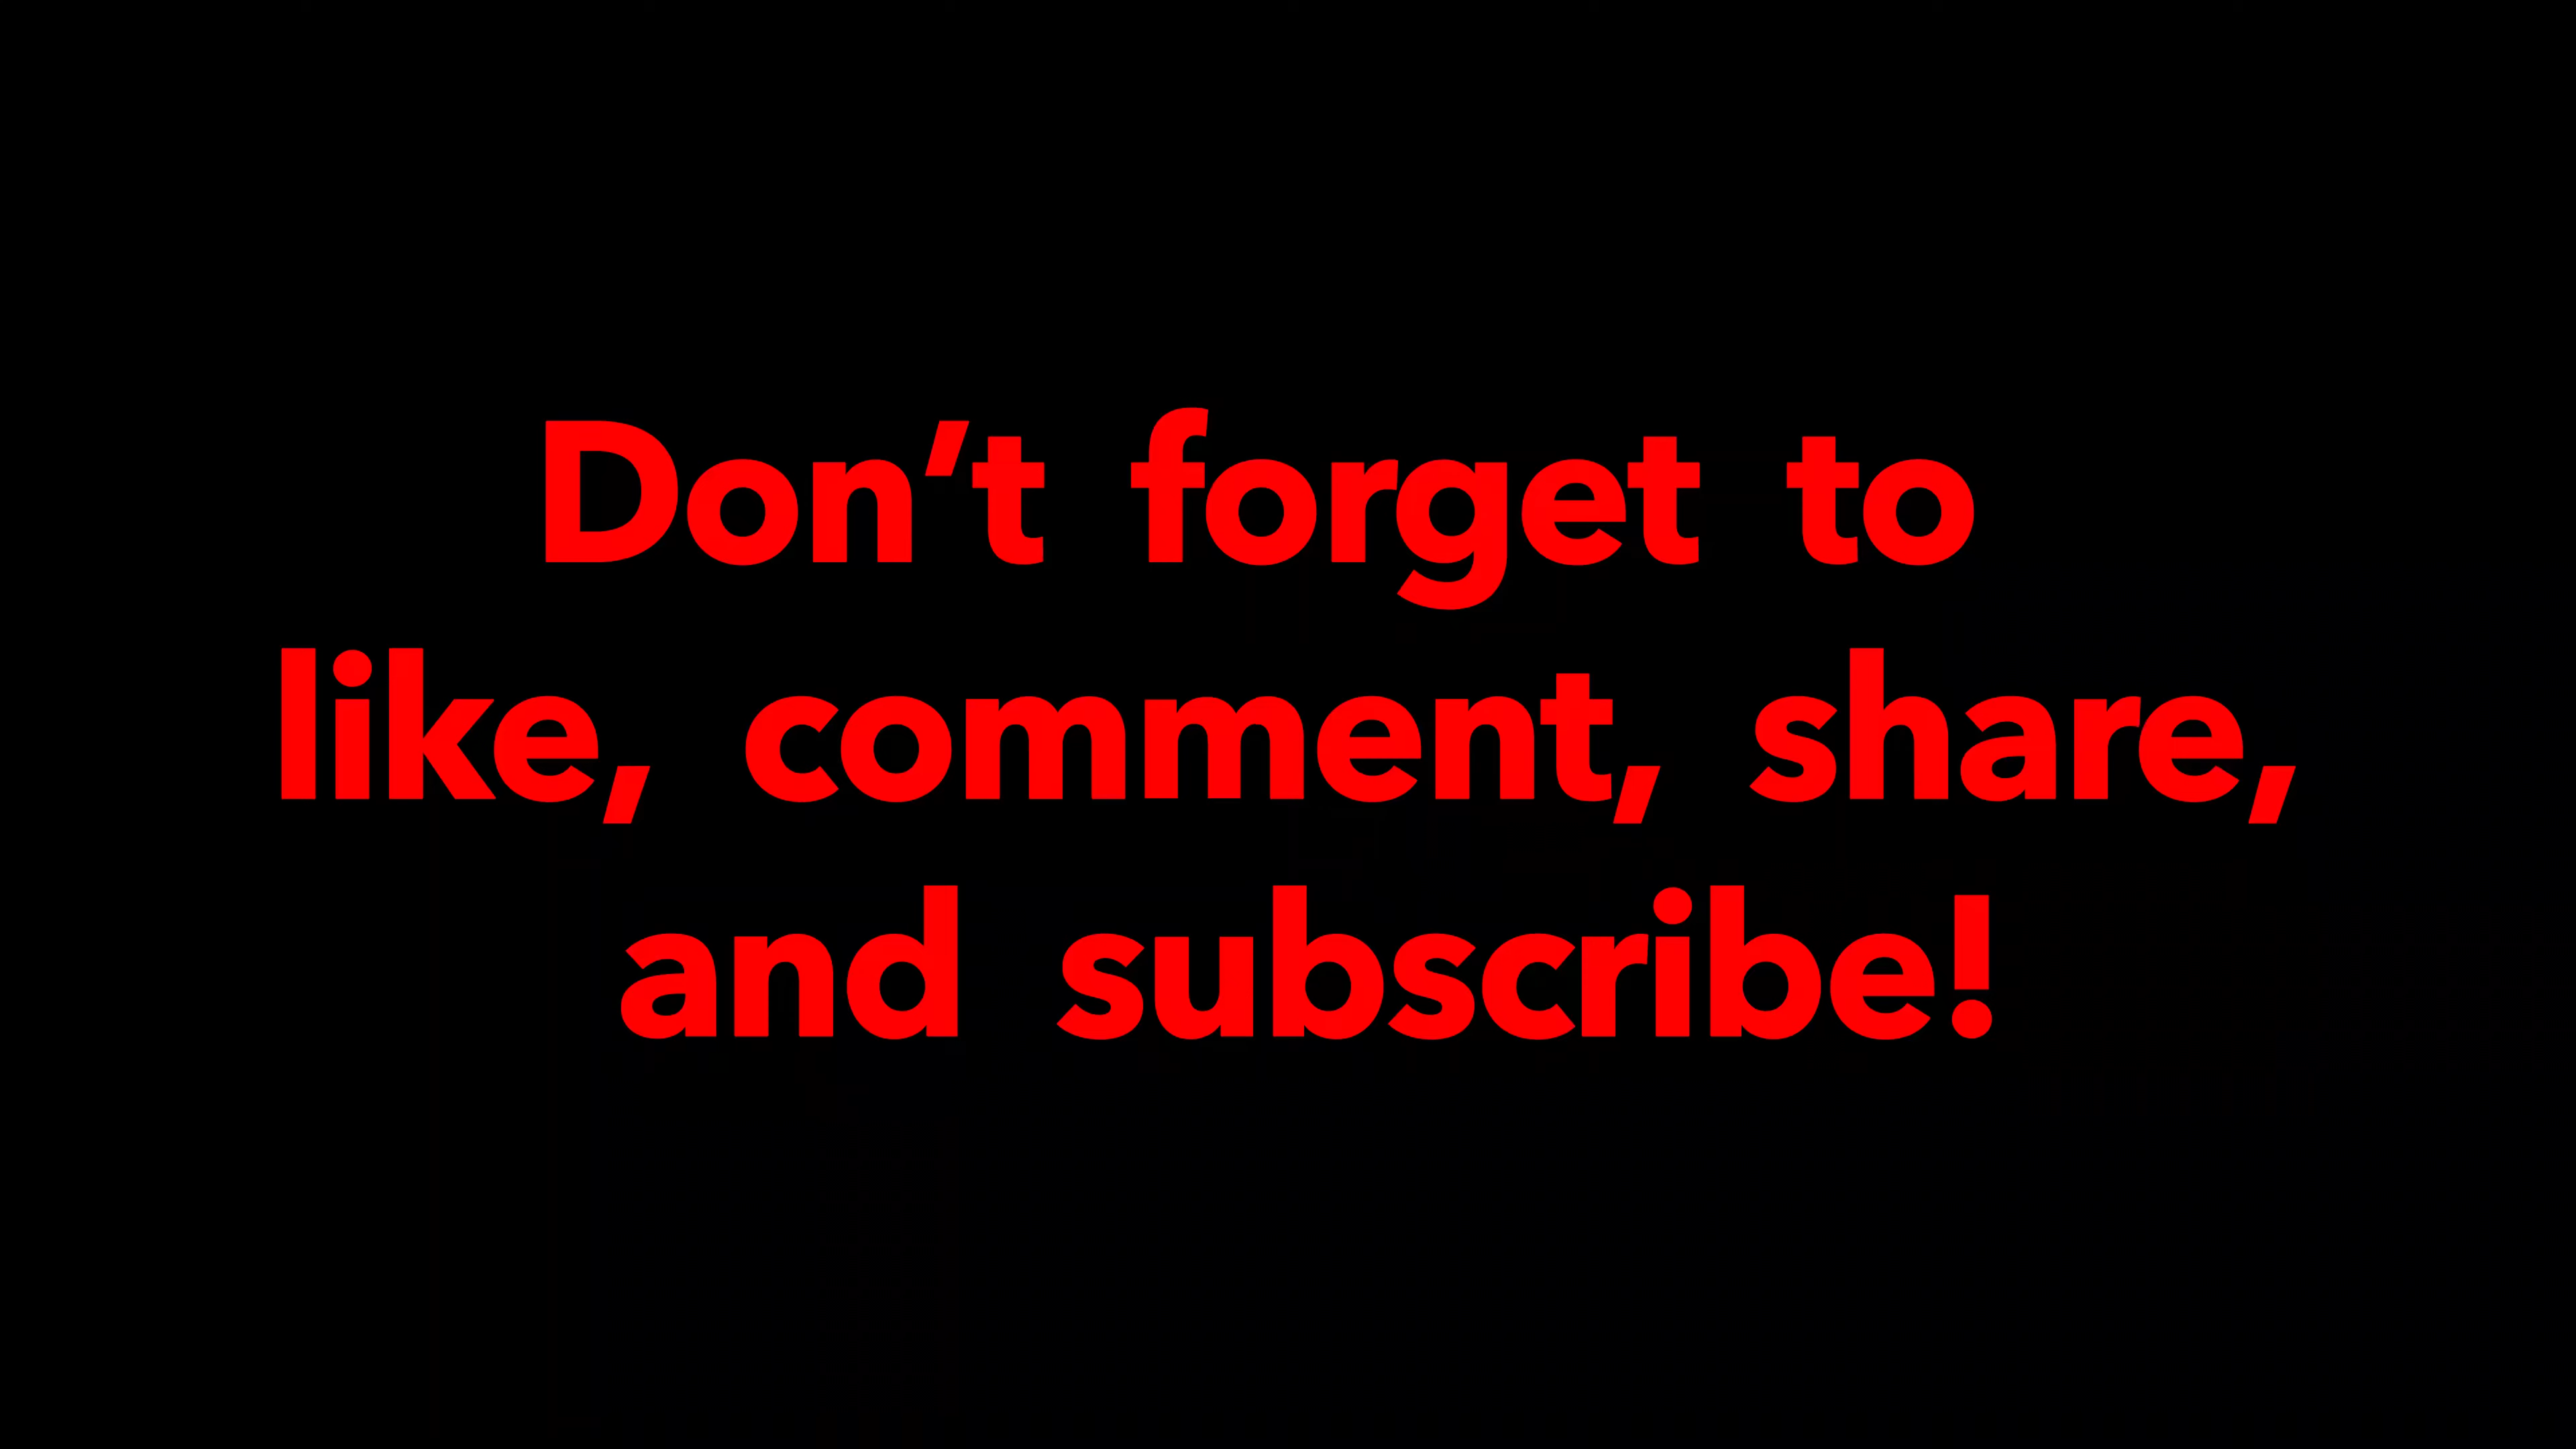 Don’t forget to
like, comment, share,
and subscribe!